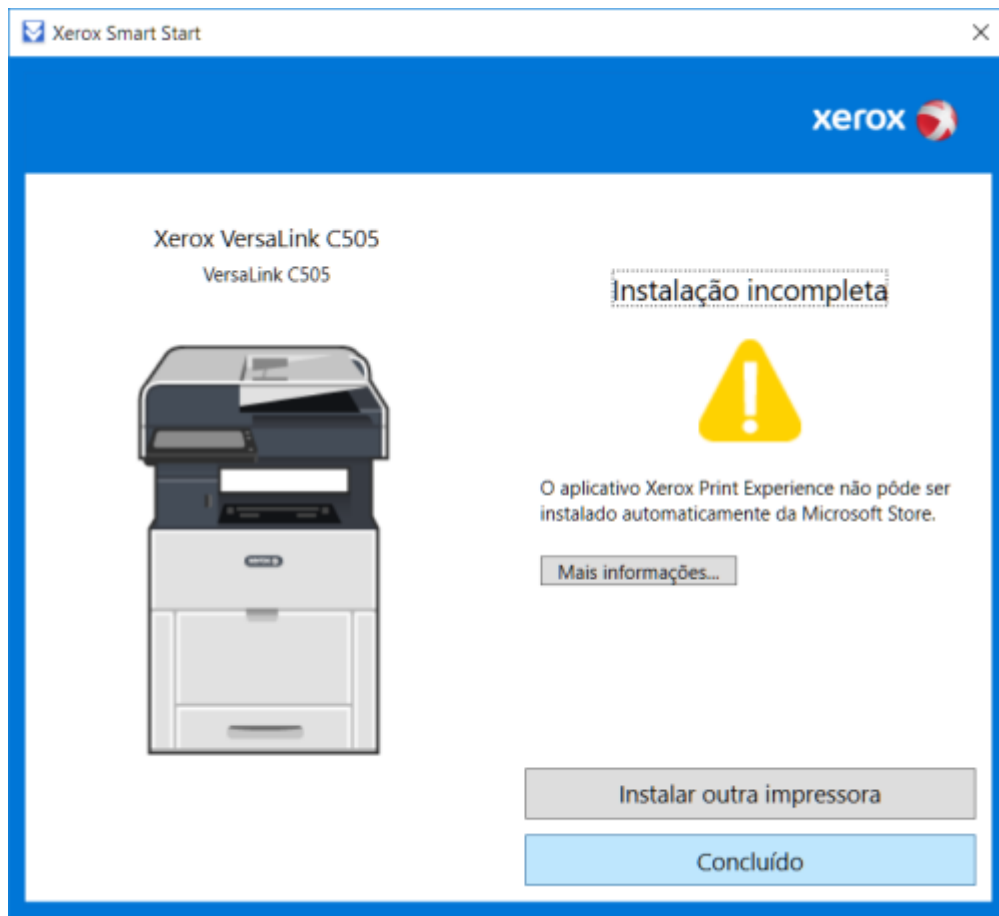 Xerox Smart Start
xerox
Xerox VersaLink C505
VersaLink C505
Instalação incompleta
O aplicativo Xerox Print Experience não pôde ser
instalado automaticamente da Microsoft Store.
Mais informações...
Instalar outra impressora
Concluído